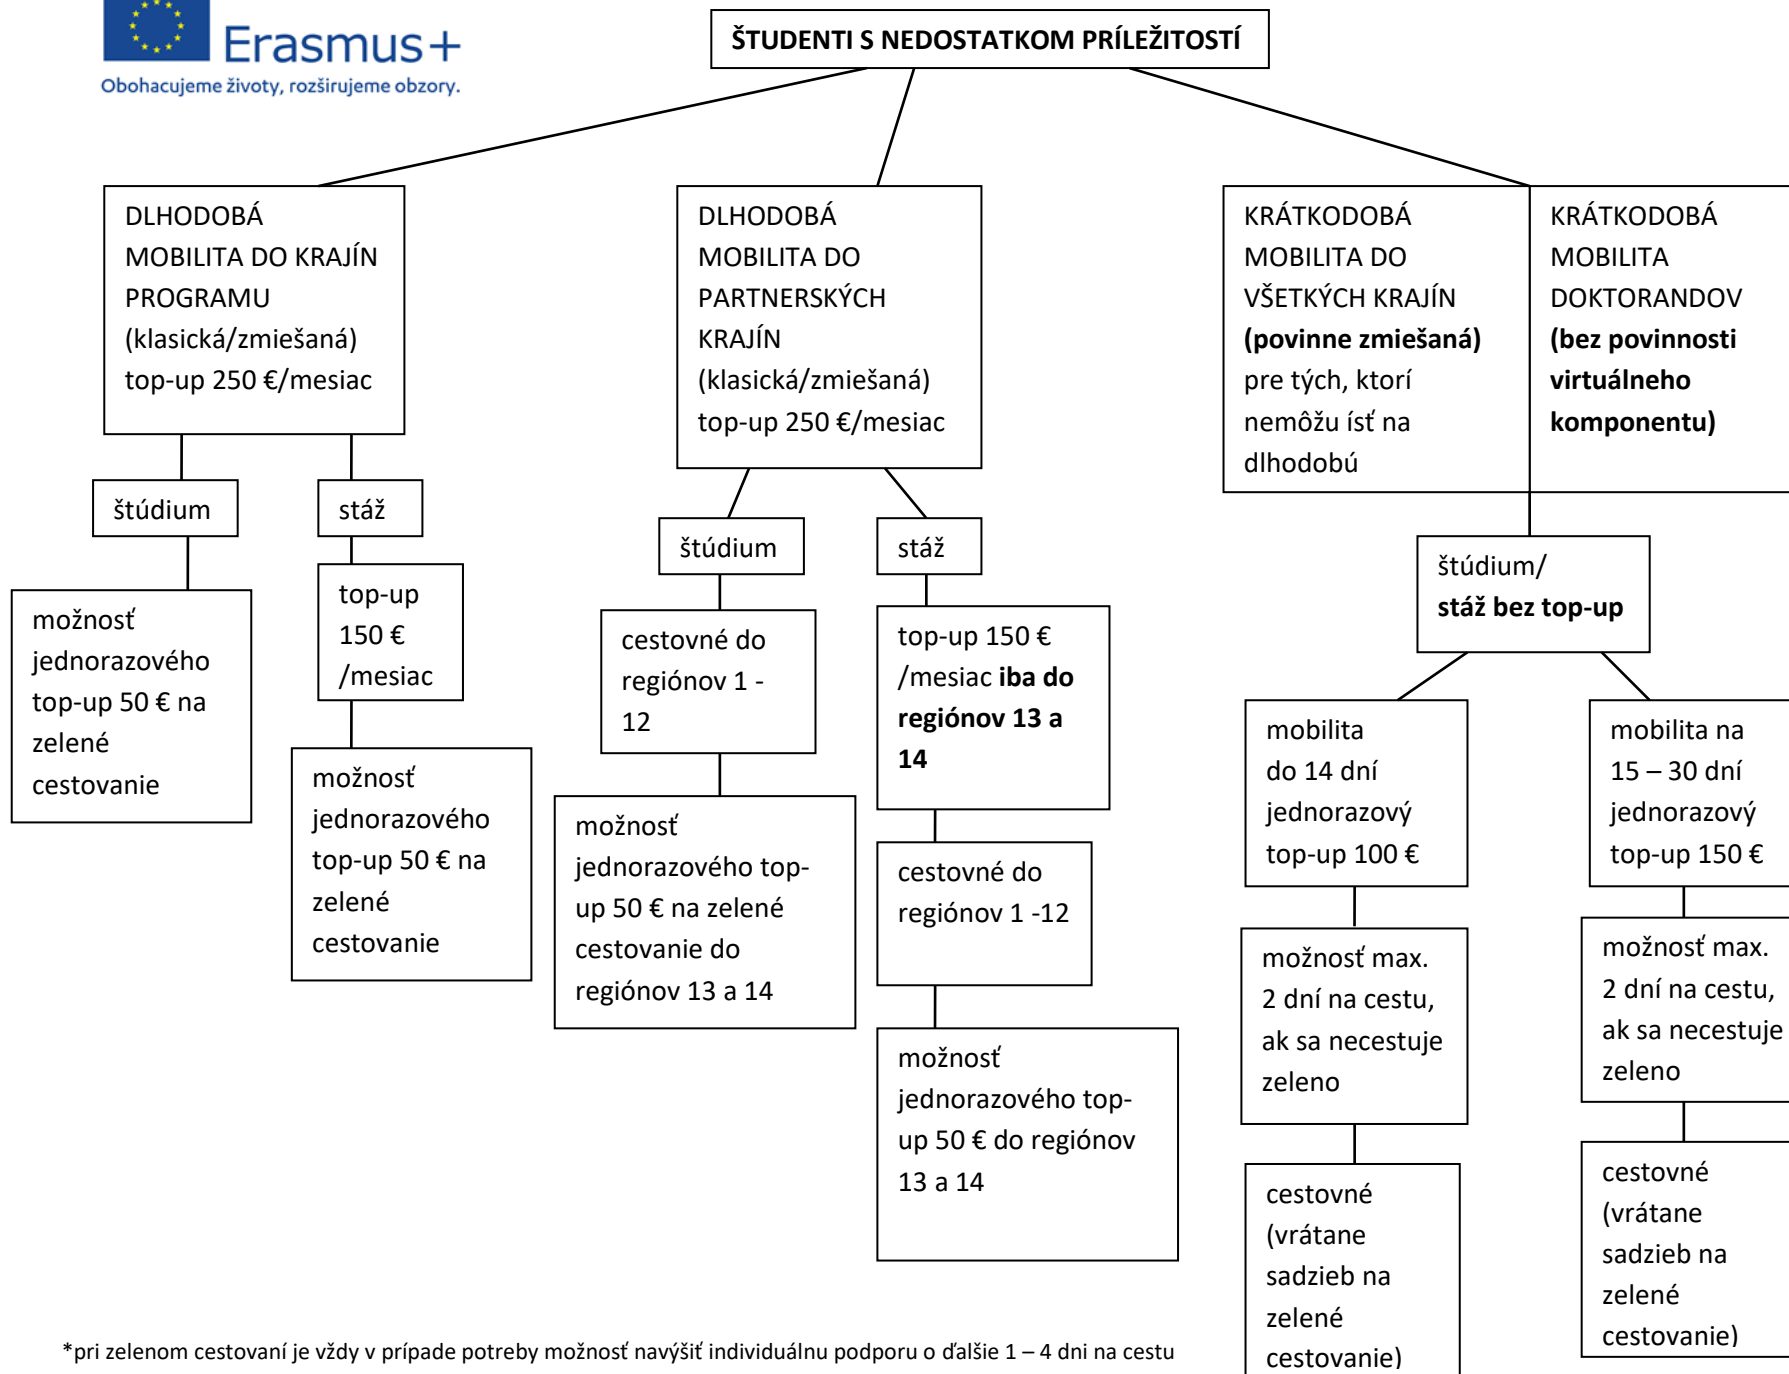 Erasmus+
Obohacujeme životy, rozširujeme obzory.
ŠTUDENTI S NEDOSTATKOM PRÍLEŽITOSTÍ
DLHODOBÁ
MOBILITA DO KRAJÍN
PROGRAMU
(klasická/zmiešaná)
top-up 250 €/mesiac
štúdium
možnosť
jednorazového
top-up 50 € na
zelené
cestovanie
stáž
top-up
150 €
/mesiac
možnosť
jednorazového
top-up 50 € na
zelené
cestovanie
DLHODOBÁ
MOBILITA DO
PARTNERSKÝCH
KRAJÍN
(klasická/zmiešaná)
top-up 250 €/mesiac
štúdium
cestovné do
regiónov 1 -
12
možnosť
jednorazového top-
up 50 € na zelené
cestovanie do
regiónov 13 a 14
stáž
top-up 150 €
/mesiac iba do
regiónov 13 a
14
cestovné do
regiónov 1 -12
možnosť
jednorazového top-
up 50 € do regiónov
13 a 14
KRÁTKODOBÁ
MOBILITA DO
VŠETKÝCH KRAJÍN
(povinne zmiešaná)
pre tých, ktorí
nemôžu ísť na
dlhodobú
KRÁTKODOBÁ
MOBILITA
DOKTORANDOV
(bez povinnosti
virtuálneho
komponentu)
štúdium/
stáž bez top-up
mobilita
do 14 dní
jednorazový
top-up 100 €
možnosť max.
2 dní na cestu,
ak sa necestuje
zeleno
cestovné
(vrátane
sadzieb na
zelené
cestovanie)
mobilita na
15 – 30 dní
jednorazový
top-up 150 €
možnosť max.
2 dní na cestu,
ak sa necestuje
zeleno
cestovné
(vrátane
sadzieb na
zelené
cestovanie)
*pri zelenom cestovaní je vždy v prípade potreby možnosť navýšiť individuálnu podporu o ďalšie 1 – 4 dni na cestu